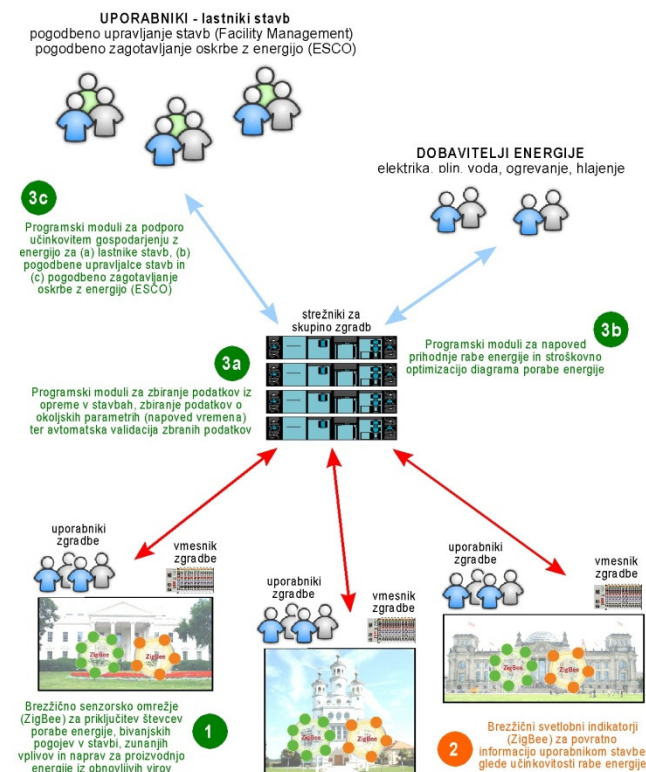 UPORABNIKI - lastniki stavb
pogodbeno upravljanje stavb (Facility Management)
pogodbeno zagotavljanje oskrbe z energijo (ESCO)
DOBAVITELJI ENERGIJE
elektrika, plin, voda, ogrevanje, hlajenje
3c
Programski moduli za podporo
učinkovitem gospodarjenju z
energijo za (a) lastnike stavb, (b)
pogodbene upravljalce stavb in
(c) pogodbeno zagotavljanje
oskrbe z energijo (ESCO)
strežniki za
skupino zgradb
3b
Programski moduli za napoved
prihodnje rabe energije in stroškovno
optimizacijo diagrama porabe energije
3a
Programski moduli za zbiranje podatkov iz
opreme v stavbah, zbiranje podatkov o
okoljskih parametrih (napoved vremena)
ter avtomatska validacija zbranih podatkov
uporabniki
zgradbe
vmesnik
zgradbe
ZigBee
ZigBee
uporabniki
zgradbe
vmesnik
zgradbe
ZigBee
ZigBee
uporabniki
zgradbe
vmesnik
zgradbe
ZigBee
ZigBee
Brezžično senzorsko omrežje
(ZigBee) za priključitev števcev
porabe energije, bivanjskih
pogojev v stavbi, zunanjih
vplivov in naprav za proizvodnjo
energije iz obnovljivih virov
1
2
Brezžični svetlobni indikatorji
(ZigBee) za povratno
informacijo uporabnikom stavbe
glede učinkovitosti rabe energije